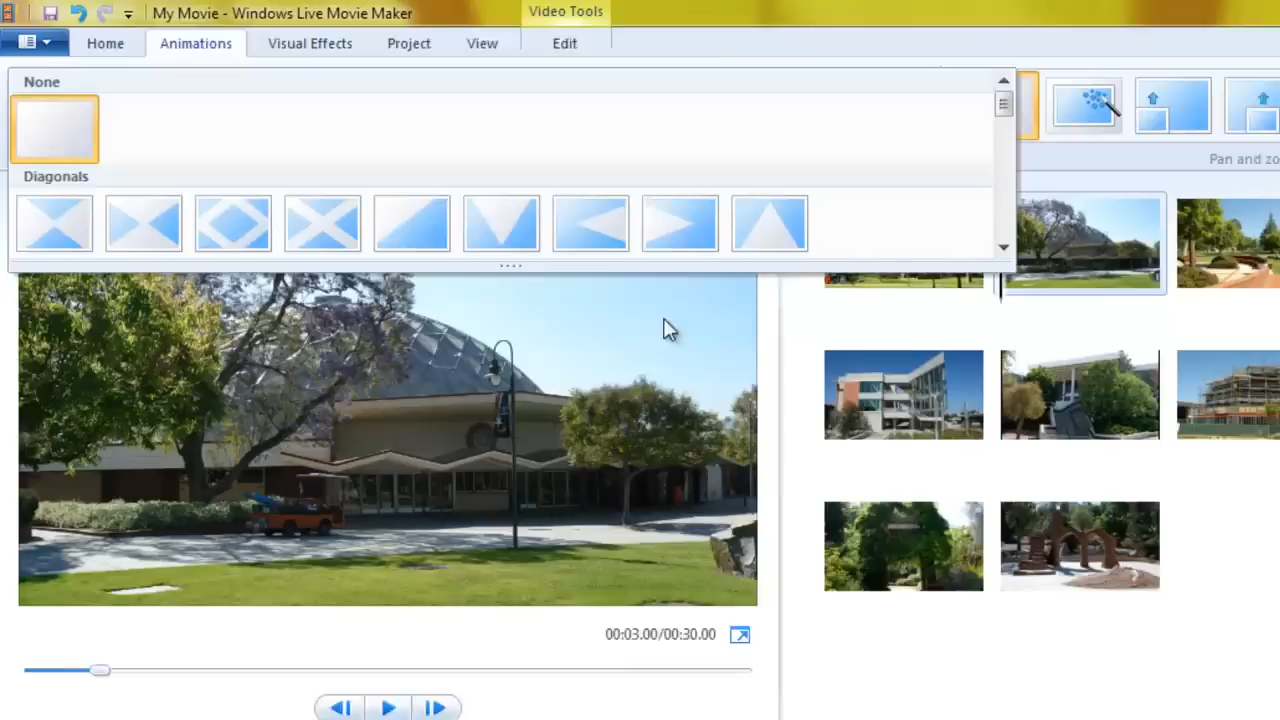 My Movie - Windows Live Movie Maker
Video Tools
Home
Animations
Visual Effects
Project
View
Edit
None
Diagonals
Pan and zo
00:03.00/00:30.00